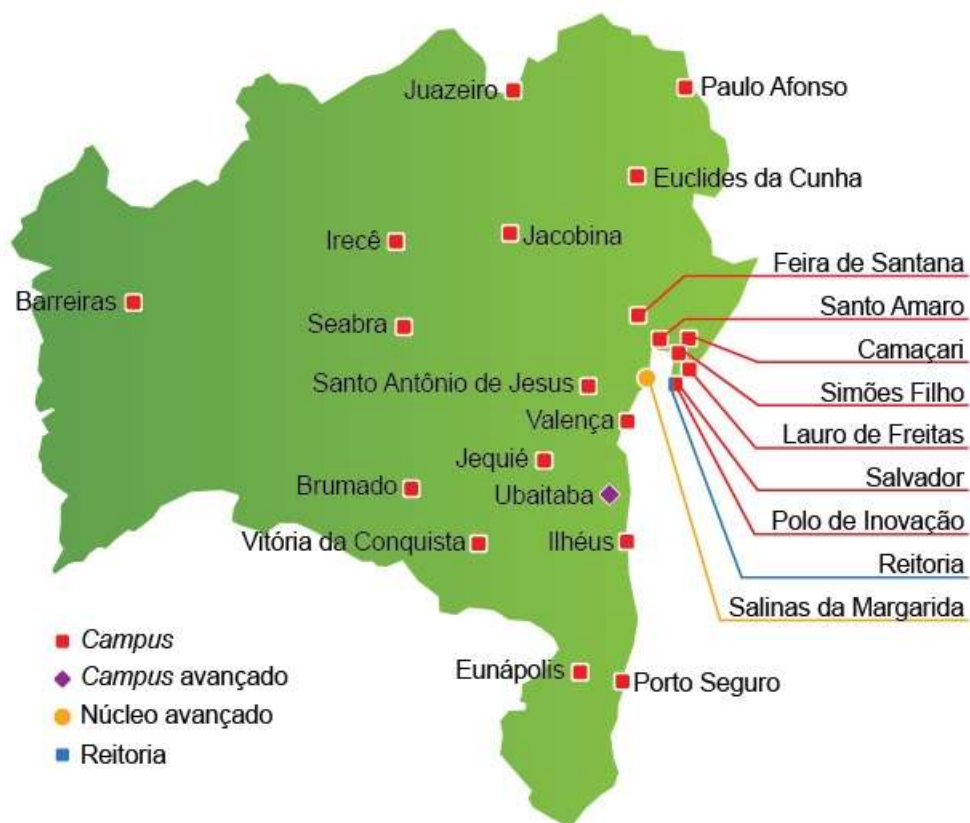 Juazeiro
Paulo Afonso
Euclides da Cunha
Irecê
Jacobina
Feira de Santana
Barreiras
Santo Amaro
Seabra
Camaçari
Santo Antônio de Jesus
Simões Filho
Valença
Lauro de Freitas
Jequié
Salvador
Brumado
Ubaitaba
Polo de Inovação
Vitória da Conquista
Ilhéus
Reitoria
Salinas da Margarida
Eunápolis
Porto Seguro
Campus
Campus avançado
Núcleo avançado
Reitoria